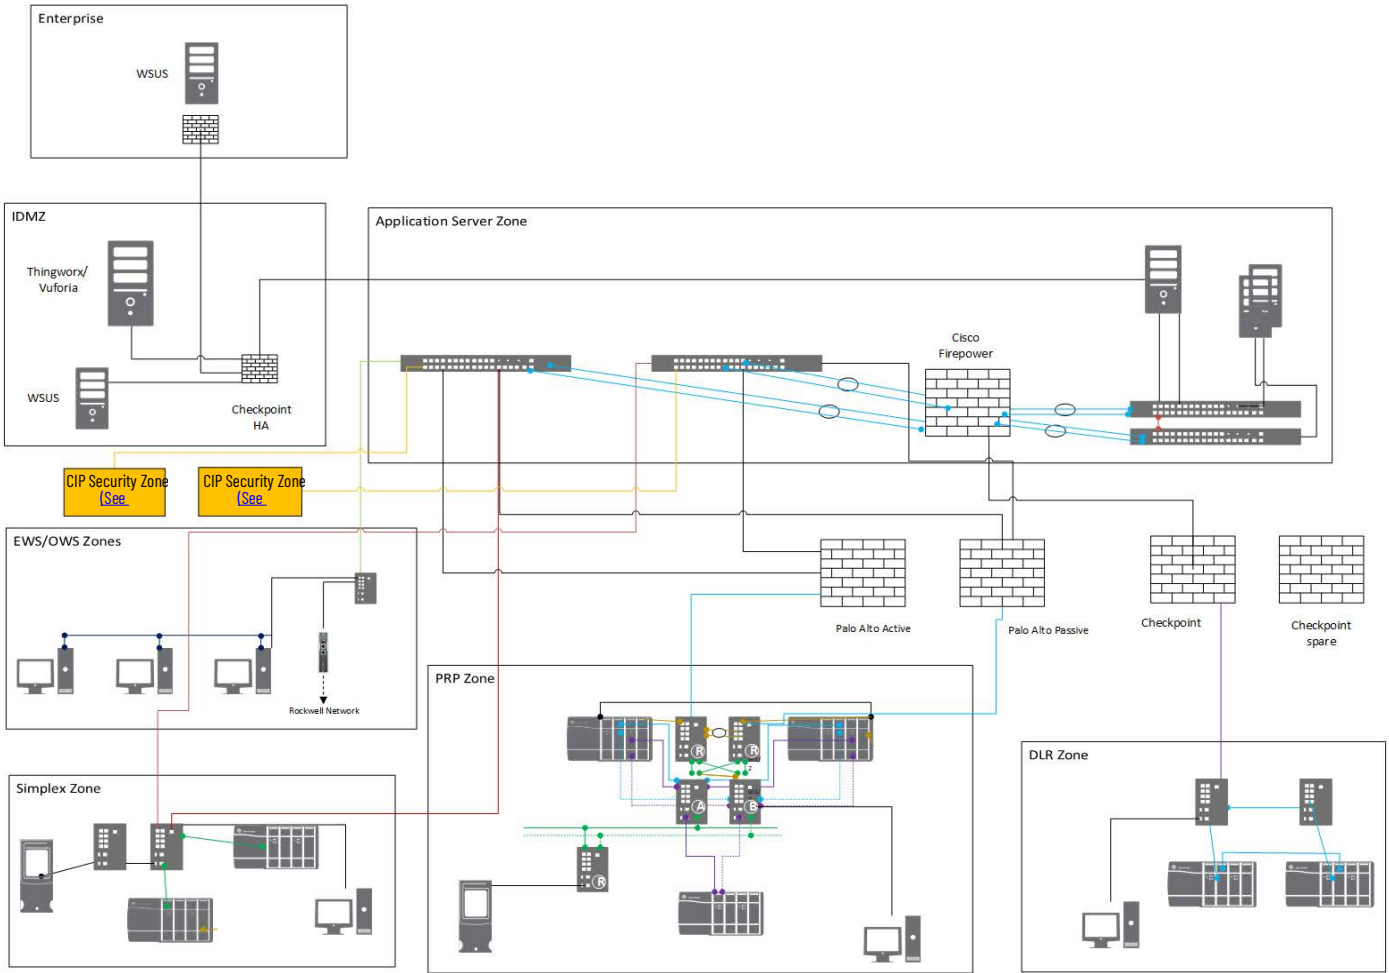 Enterprise
WSUS
IDMZ
Thingworx/
Vuforia
WSUS
Checkpoint
HA
Application Server Zone
Cisco
Firepower
CIP Security Zone
(See
CIP Security Zone
(See
EWS/OWS Zones
Rockwell Network
Palo Alto Active
Palo Alto Passive
Checkpoint
Checkpoint
spare
PRP Zone
R
R
2
A
B
R
Simplex Zone
DLR Zone